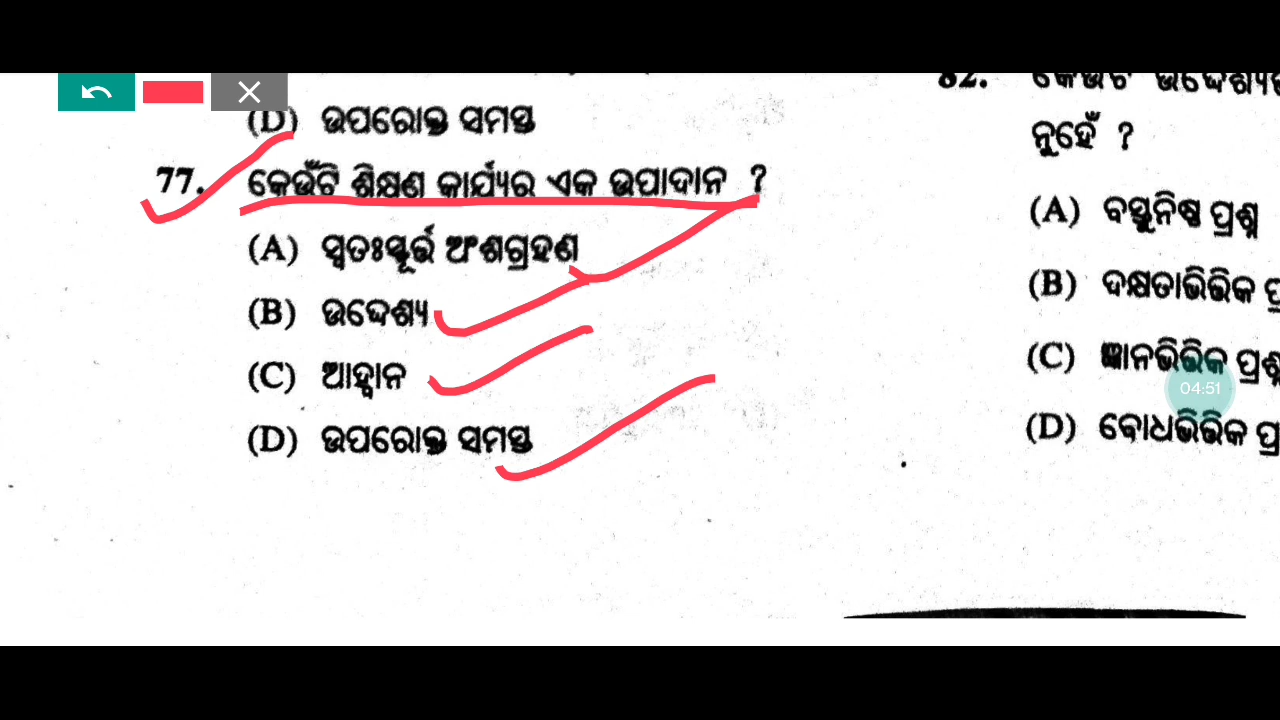 (D) ଉପରୋକ୍ତ ସମସ୍ତ
77. କେଉଁଟି ଶିକ୍ଷଣ କାର୍ଯ୍ୟର ଏକ ଉପାଦାନ ?
(A) ସ୍ୱତଃସ୍ଫୂର୍ତ୍ତ ଅଂଶଗ୍ରହଣ
(B) ଉଦ୍ଦେଶ୍ୟ
(C) ଆହ୍ୱାନ
(D) ଉପରୋକ୍ତ ସମସ୍ତ
82. କେଉଁଟି
ନୁହେଁ ?
(A) ବସ୍ତୁନିଷ୍ଠ ପ୍ରଶ୍ନ
(B) ଦକ୍ଷତାଭିତ୍ତିକ
(C) ଜ୍ଞାନଭିତ୍ତିକ ପ୍ରଶ୍ନ
(D) ବୋଧଭିତ୍ତିକ
04:51